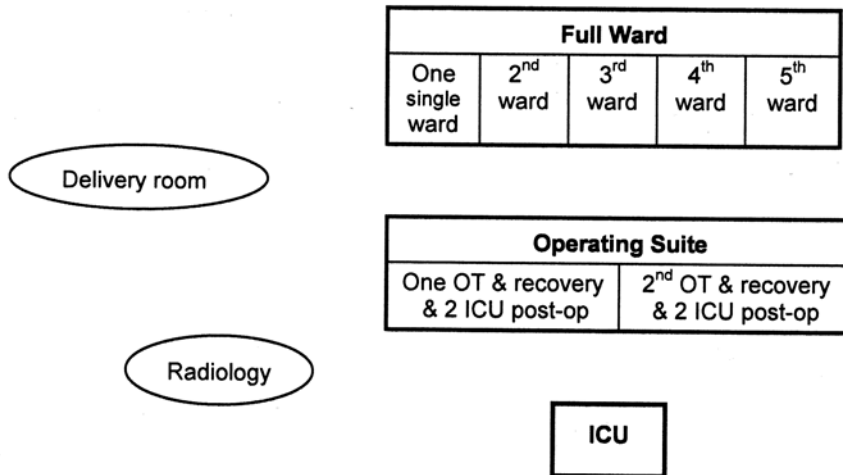 Full Ward
One single ward
2nd ward
3rd ward
4th ward
5th ward
Delivery room
Operating Suite
One OT & recovery & 2 ICU post-op
2nd OT & recovery & 2 ICU post-op
Radiology
ICU